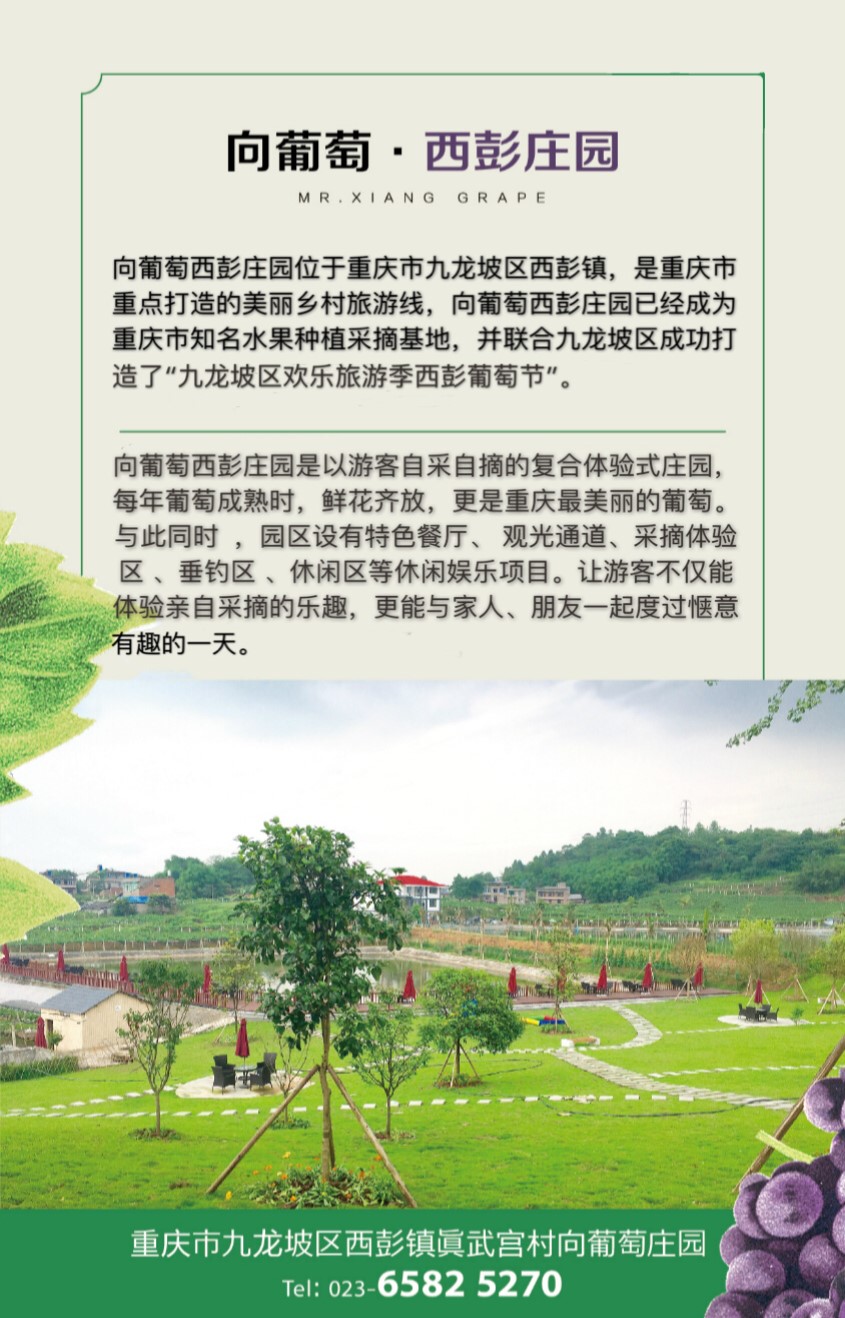 向葡萄·西彭庄园
MR.XIANG GRAPE
向葡萄西彭庄园位于重庆市九龙坡区西彭镇，是重庆市
重点打造的美丽乡村旅游线，向葡萄西彭庄园已经成为
重庆市知名水果种植采摘基地，并联合九龙坡区成功打
造了“九龙坡区欢乐旅游季西彭葡萄节”。
向葡萄西彭庄园是以游客自采自摘的复合体验式庄园，
每年葡萄成熟时，鲜花齐放，更是重庆最美丽的葡萄。
与此同时 ，园区设有特色餐厅、 观光通道、采摘体验
区 、垂钓区 、休闲区等休闲娱乐项目。让游客不仅能
体验亲自采摘的乐趣，更能与家人、朋友一起度过惬意
有趣的一天。
重庆市九龙坡区西彭镇眞武宫村向葡萄庄园
Tel：023-6582 5270